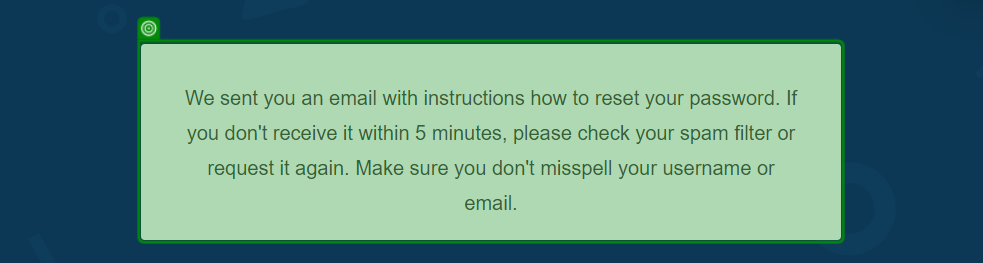 We sent you an email with instructions how to reset your password. If
you don't receive it within 5 minutes, please check your spam filter or
request it again. Make sure you don't misspell your username or
email.